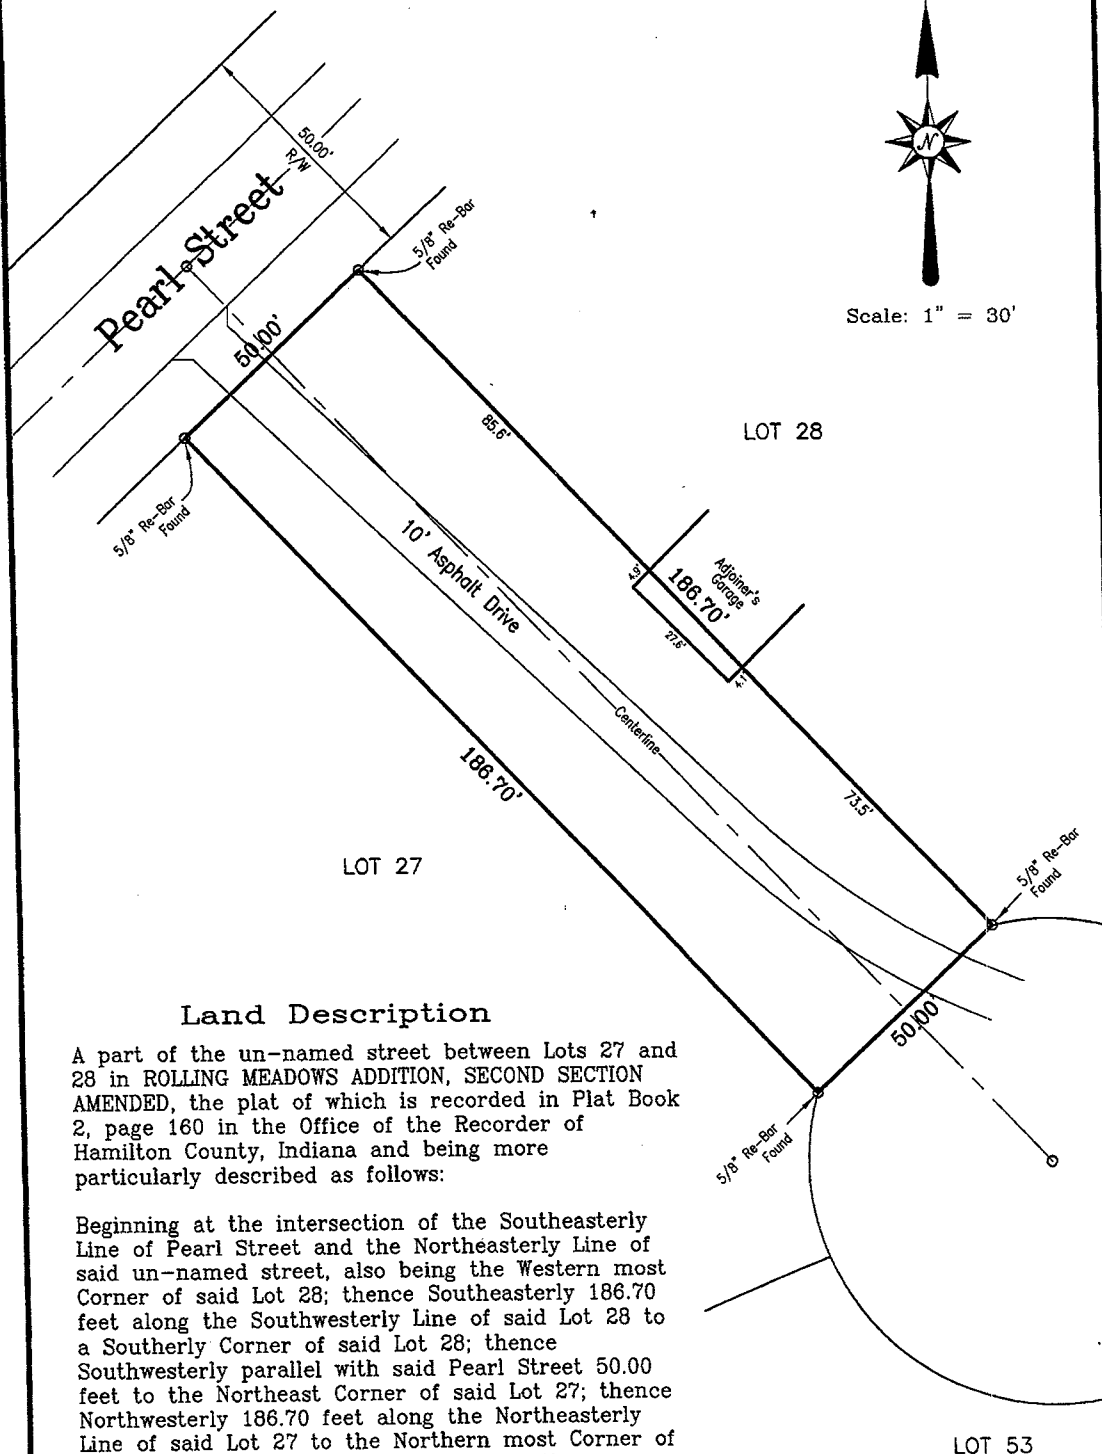 50.00'
R/W
Pearl Street
5/8" Re-Bar
Found
N
Scale: 1" = 30'
50.00'
85.6'
LOT 28
5/8" Re-Bar
Found
10' Asphalt Drive
4.9'
186.70'
Adjoiner's
Garage
27.6'
4.1'
Centerline
186.70'
73.5'
LOT 27
5/8" Re-Bar
Found
50.00'
5/8" Re-Bar
Found
Land Description
A part of the un-named street between Lots 27 and
28 in ROLLING MEADOWS ADDITION, SECOND SECTION
AMENDED, the plat of which is recorded in Plat Book
2, page 160 in the Office of the Recorder of
Hamilton County, Indiana and being more
particularly described as follows:
Beginning at the intersection of the Southeasterly
Line of Pearl Street and the Northeasterly Line of
said un-named street, also being the Western most
Corner of said Lot 28; thence Southeasterly 186.70
feet along the Southwesterly Line of said Lot 28 to
a Southerly Corner of said Lot 28; thence
Southwesterly parallel with said Pearl Street 50.00
feet to the Northeast Corner of said Lot 27; thence
Northwesterly 186.70 feet along the Northeasterly
Line of said Lot 27 to the Northern most Corner of
LOT 53